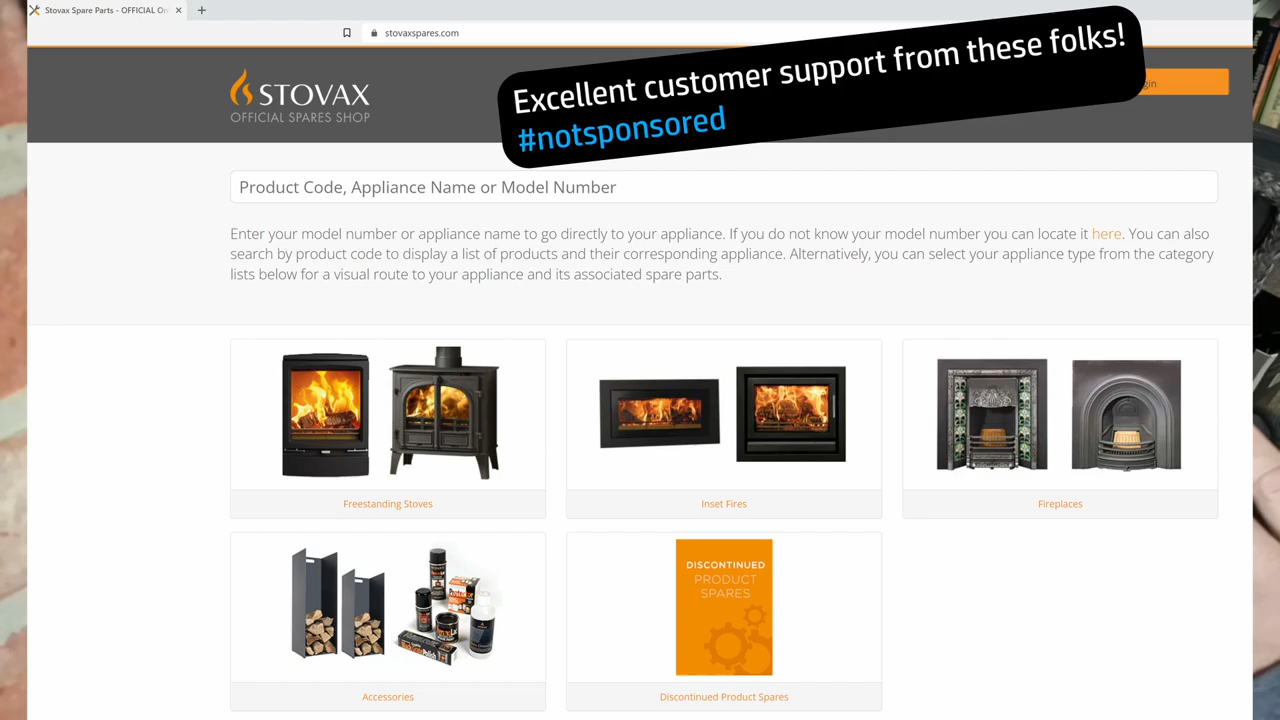 Stovax Spare Parts - OFFICIAL On
stovaxspares.com
Excellent customer support from these folks!
#notsponsored
STOVAX
OFFICIAL SPARES SHOP
Product Code, Appliance Name or Model Number
Enter your model number or appliance name to go directly to your appliance. If you do not know your model number you can locate it here. You can also
search by product code to display a list of products and their corresponding appliance. Alternatively, you can select your appliance type from the category
lists below for a visual route to your appliance and its associated spare parts.
Freestanding Stoves
Inset Fires
Fireplaces
DISCONTINUED
PRODUCT
SPARES
Accessories
Discontinued Product Spares